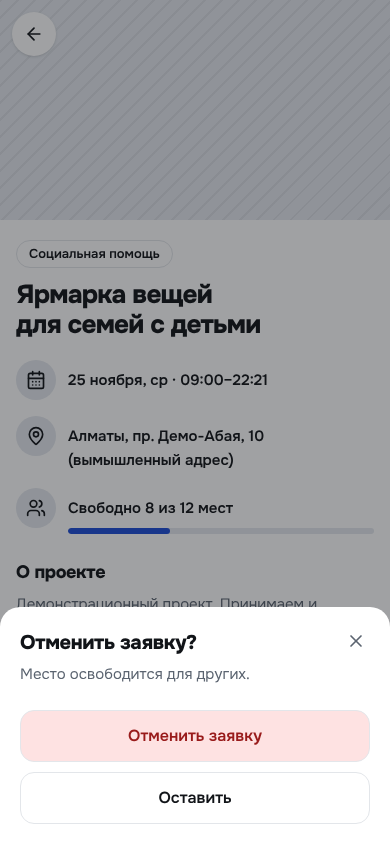 Социальная помощь
Ярмарка вещей
для семей с детьми
25 ноября, ср · 09:00–22:21
Алматы, пр. Демо-Абая, 10
(вымышленный адрес)
Свободно 8 из 12 мест
О проекте
Демонстрационный проект. Принимаем и
Отменить заявку?
Место освободится для других.
Отменить заявку
Оставить